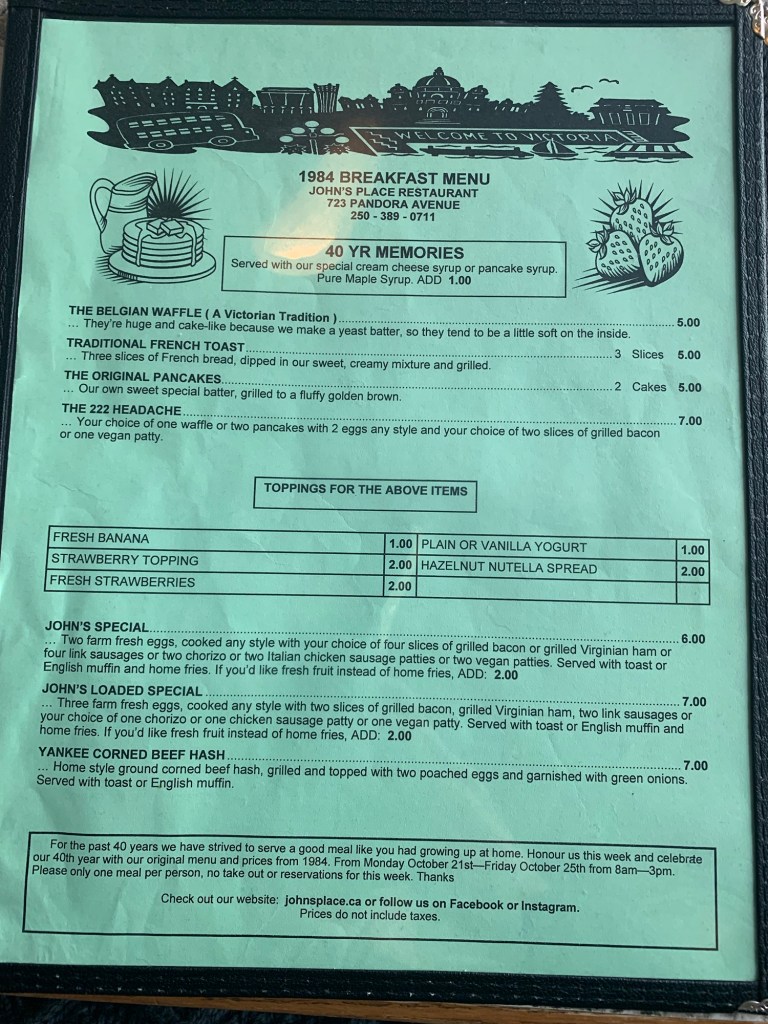 WELCOME TO VICTORIA
1984 BREAKFAST MENU
JOHN'S PLACE RESTAURANT
723 PANDORA AVENUE
250 - 389 - 0711
40 YR MEMORIES
Served with our special cream cheese syrup or pancake syrup.
Pure Maple Syrup. ADD 1.00
THE BELGIAN WAFFLE ( A Victorian Tradition ) 5.00
... They're huge and cake-like because we make a yeast batter, so they tend to be a little soft on the inside.
TRADITIONAL FRENCH TOAST 3 Slices 5.00
... Three slices of French bread, dipped in our sweet, creamy mixture and grilled.
THE ORIGINAL PANCAKES 2 Cakes 5.00
... Our own sweet special batter, grilled to a fluffy golden brown.
THE 222 HEADACHE 7.00
... Your choice of one waffle or two pancakes with 2 eggs any style and your choice of two slices of grilled bacon
or one vegan patty.
TOPPINGS FOR THE ABOVE ITEMS
FRESH BANANA 1.00 PLAIN OR VANILLA YOGURT 1.00
STRAWBERRY TOPPING 2.00 HAZELNUT NUTELLA SPREAD 2.00
FRESH STRAWBERRIES 2.00
JOHN'S SPECIAL 6.00
... Two farm fresh eggs, cooked any style with your choice of four slices of grilled bacon or grilled Virginian ham or
four link sausages or two chorizo or two Italian chicken sausage patties or two vegan patties. Served with toast or
English muffin and home fries. If you'd like fresh fruit instead of home fries, ADD: 2.00
JOHN'S LOADED SPECIAL 7.00
... Three farm fresh eggs, cooked any style with two slices of grilled bacon, grilled Virginian ham, two link sausages or
your choice of one chorizo or one chicken sausage patty or one vegan patty. Served with toast or English muffin and
home fries. If you'd like fresh fruit instead of home fries, ADD: 2.00
YANKEE CORNED BEEF HASH 7.00
... Home style ground corned beef hash, grilled and topped with two poached eggs and garnished with green onions.
Served with toast or English muffin.
For the past 40 years we have strived to serve a good meal like you had growing up at home. Honour us this week and celebrate
our 40th year with our original menu and prices from 1984. From Monday October 21st—Friday October 25th from 8am—3pm.
Please only one meal per person, no take out or reservations for this week. Thanks
Check out our website: johnsplace.ca or follow us on Facebook or Instagram.
Prices do not include taxes.